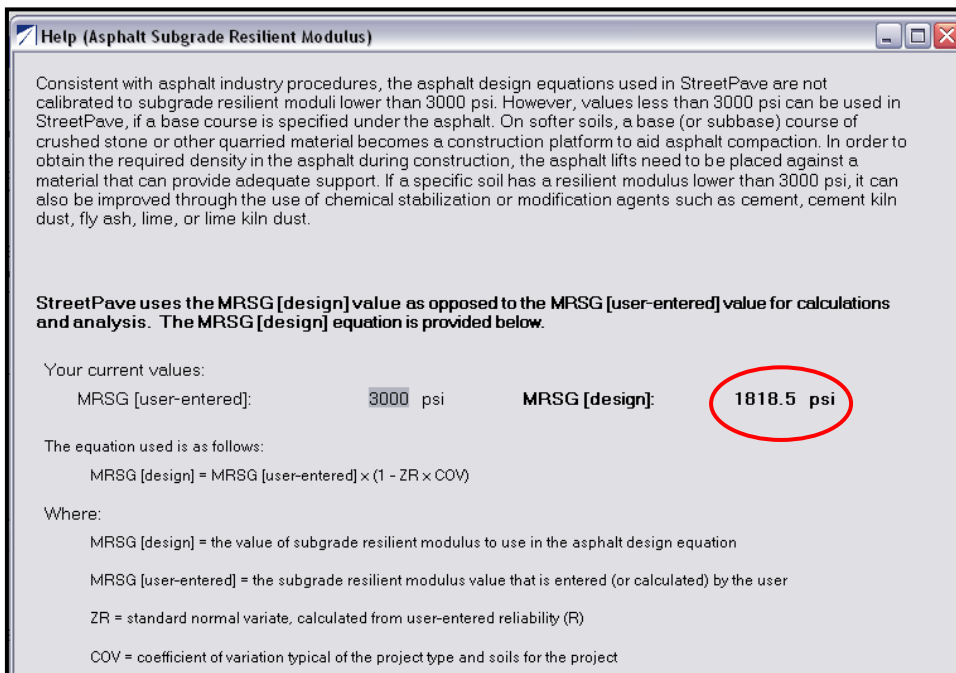 Help (Asphalt Subgrade Resilient Modulus)
Consistent with asphalt industry procedures, the asphalt design equations used in StreetPave are not
calibrated to subgrade resilient moduli lower than 3000 psi. However, values less than 3000 psi can be used in
StreetPave, if a base course is specified under the asphalt. On softer soils, a base (or subbase) course of
crushed stone or other quarried material becomes a construction platform to aid asphalt compaction. In order to
obtain the required density in the asphalt during construction, the asphalt lifts need to be placed against a
material that can provide adequate support. If a specific soil has a resilient modulus lower than 3000 psi, it can
also be improved through the use of chemical stabilization or modification agents such as cement, cement kiln
dust, fly ash, lime, or lime kiln dust.
StreetPave uses the MRSG [design] value as opposed to the MRSG [user-entered] value for calculations
and analysis. The MRSG [design] equation is provided below.
Your current values:
MRSG [user-entered]: 3000 psi MRSG [design]: 1818.5 psi
The equation used is as follows:
MRSG [design] = MRSG [user-entered] x (1 - ZR x COV)
Where:
MRSG [design] = the value of subgrade resilient modulus to use in the asphalt design equation
MRSG [user-entered] = the subgrade resilient modulus value that is entered (or calculated) by the user
ZR = standard normal variate, calculated from user-entered reliability (R)
COV = coefficient of variation typical of the project type and soils for the project